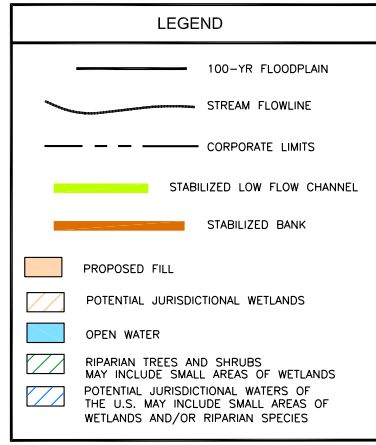 LEGEND
100-YR FLOODPLAIN
STREAM FLOWLINE
CORPORATE LIMITS
STABILIZED LOW FLOW CHANNEL
STABILIZED BANK
PROPOSED FILL
POTENTIAL JURISDICTIONAL WETLANDS
OPEN WATER
RIPARIAN TREES AND SHRUBS
MAY INCLUDE SMALL AREAS OF WETLANDS
POTENTIAL JURISDICTIONAL WATERS OF
THE U.S. MAY INCLUDE SMALL AREAS OF
WETLANDS AND/OR RIPARIAN SPECIES